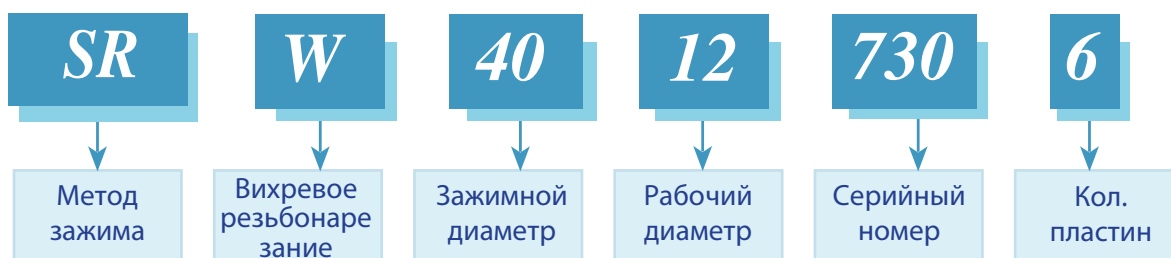 SR W 40 12 730 6
Метод
зажима
Вихревое
резьбонаре
зание
Зажимной
диаметр
Рабочий
диаметр
Серийный
номер
Кол.
пластин